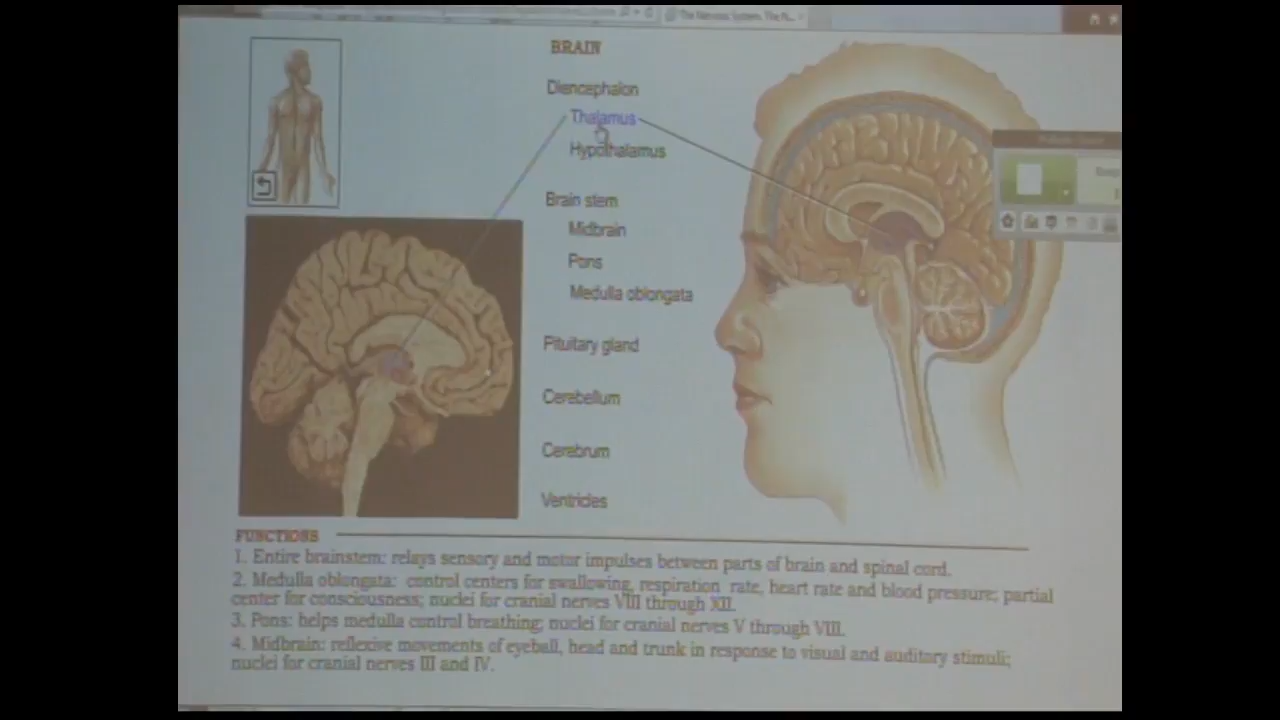 The Nervous System: The N...
BRAIN
Diencephalon
Thalamus
Hypothalamus
Brain stem
Midbrain
Pons
Medulla oblongata
Pituitary gland
Cerebellum
Cerebrum
Ventricles
FUNCTIONS
1. Entire brainstem: relays sensory and motor impulses between parts of brain and spinal cord.
2. Medulla oblongata: control centers for swallowing, respiration rate, heart rate and blood pressure; partial
center for consciousness; nuclei for cranial nerves VIII through XII.
3. Pons: helps medulla control breathing; nuclei for cranial nerves V through VIII.
4. Midbrain: reflexive movements of eyeball, head and trunk in response to visual and auditory stimuli;
nuclei for cranial nerves III and IV.